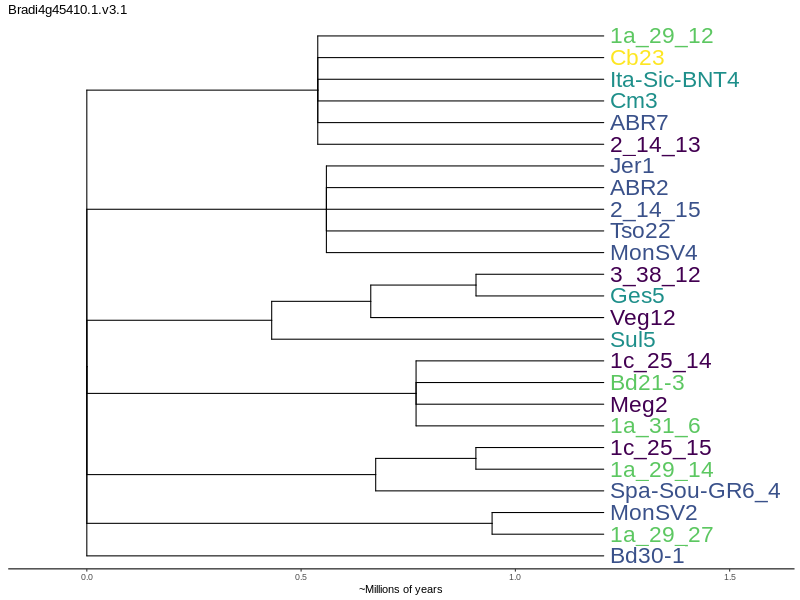 Bradi4g45410.1.v3.1
1a_29_12
Cb23
Ita-Sic-BNT4
Cm3
ABR7
2_14_13
Jer1
ABR2
2_14_15
Tso22
MonSV4
3_38_12
Ges5
Veg12
Sul5
1c_25_14
Bd21-3
Meg2
1a_31_6
1c_25_15
1a_29_14
Spa-Sou-GR6_4
MonSV2
1a_29_27
Bd30-1
0.0 0.5 1.0 1.5
~Millions of years